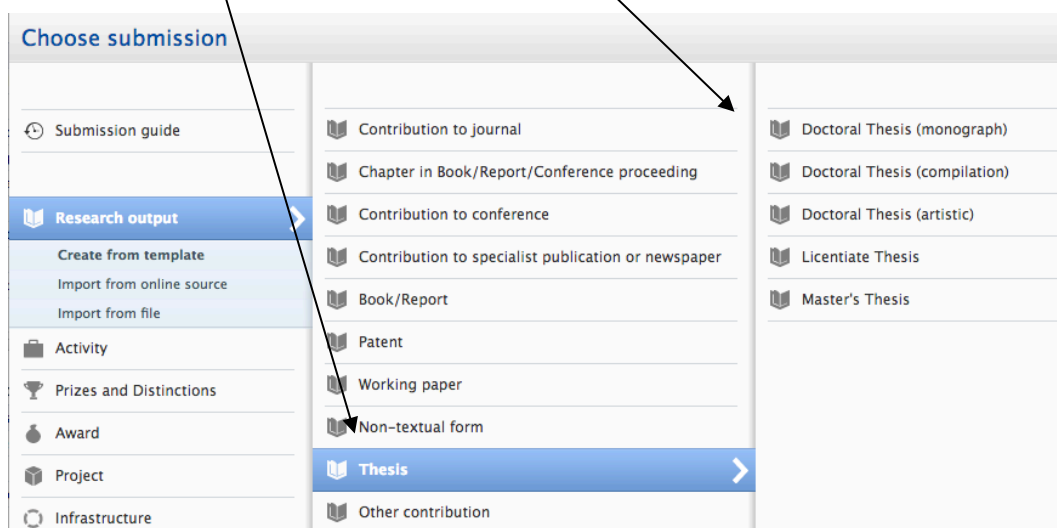 Choose submission
Submission guide
Research output
Create from template
Import from online source
Import from file
Activity
Prizes and Distinctions
Award
Project
Infrastructure
Contribution to journal
Chapter in Book/Report/Conference proceeding
Contribution to conference
Contribution to specialist publication or newspaper
Book/Report
Patent
Working paper
Non-textual form
Thesis
Other contribution
Doctoral Thesis (monograph)
Doctoral Thesis (compilation)
Doctoral Thesis (artistic)
Licentiate Thesis
Master's Thesis